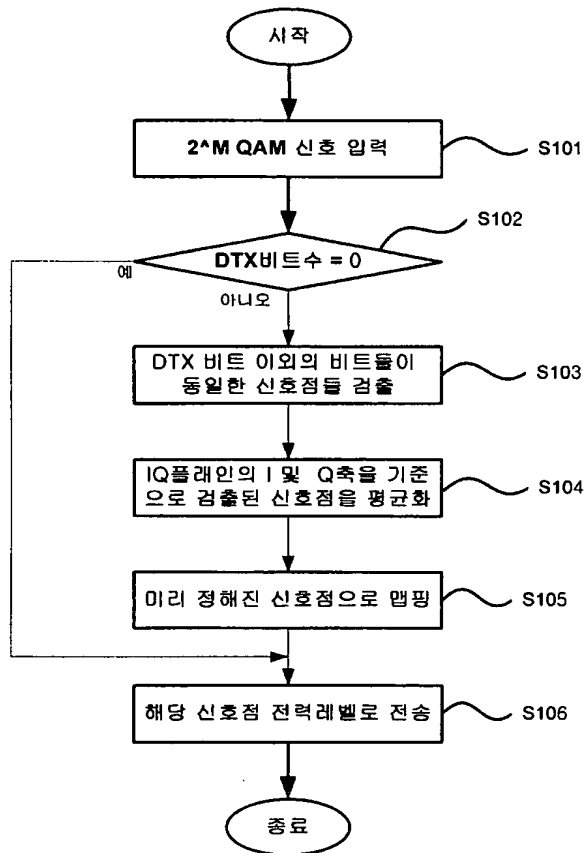 시작
2^M QAM 신호 입력
S101
S102
DTX비트수 = 0
예
아니오
DTX 비트 이외의 비트들이
동일한 신호점들 검출
S103
IQ플래인의 I 및 Q축을 기준
으로 검출된 신호점을 평균화
S104
미리 정해진 신호점으로 맵핑
S105
해당 신호점 전력레벨로 전송
S106
종료